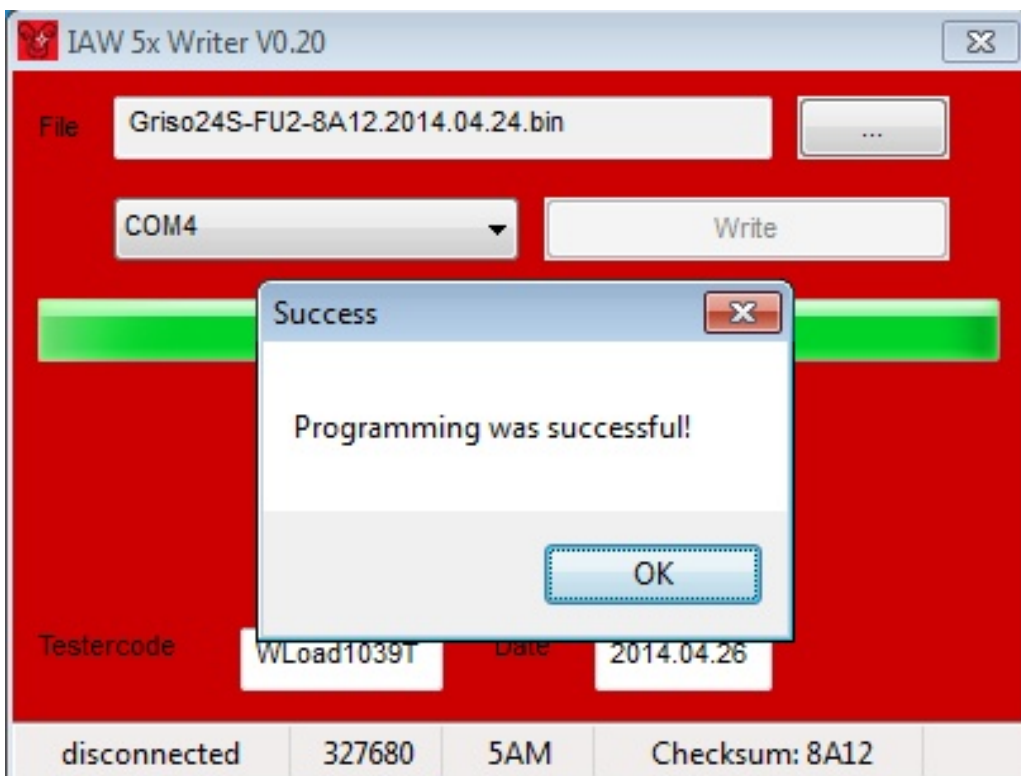 IAW 5x Writer V0.20
File Griso24S-FU2-8A12.2014.04.24.bin ...
COM4 Write
Success
Programming was successful!
OK
Testercode WLoad1039T Date 2014.04.26
disconnected 327680 5AM Checksum: 8A12